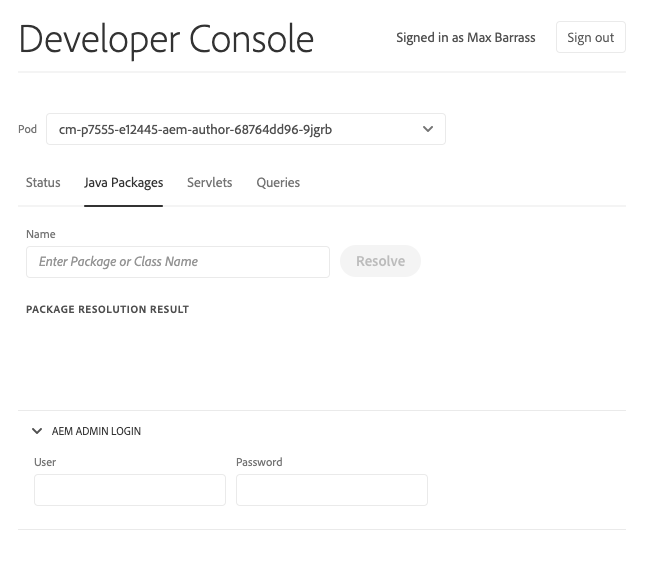 Developer Console
Signed in as Max Barrass
Sign out
Pod
cm-p7555-e12445-aem-author-68764dd96-9jgrb
Status Java Packages Servlets Queries
Name
Enter Package or Class Name
Resolve
PACKAGE RESOLUTION RESULT
AEM ADMIN LOGIN
User Password